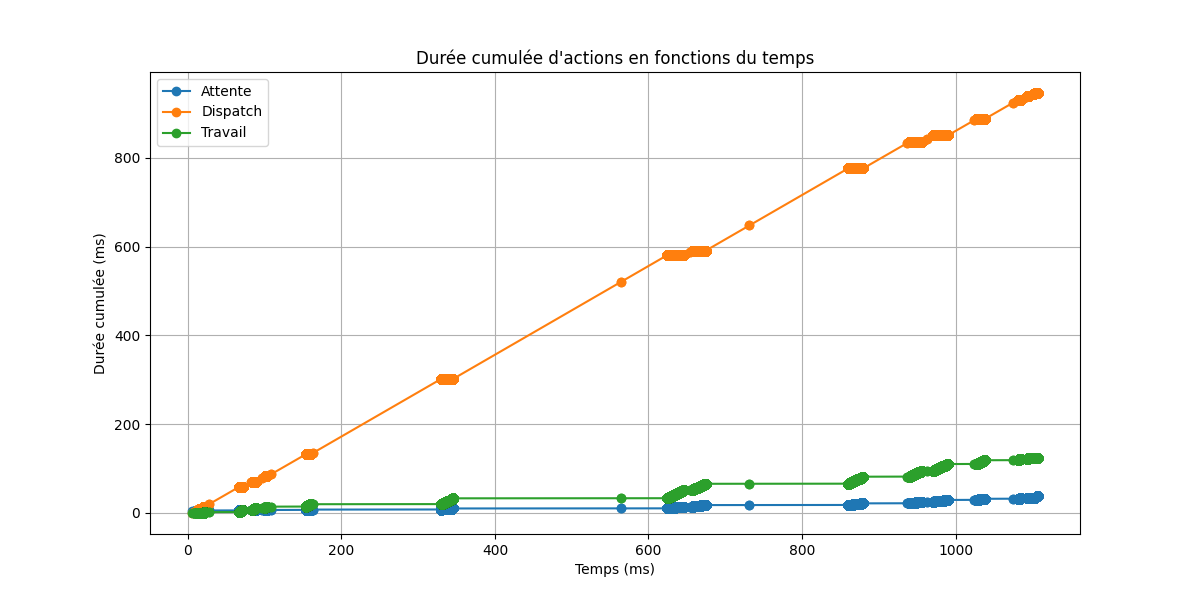 Durée cumulée d'actions en fonctions du temps
Attente
Dispatch
Travail
Durée cumulée (ms)
800
600
400
200
0
0 200 400 600 800 1000
Temps (ms)